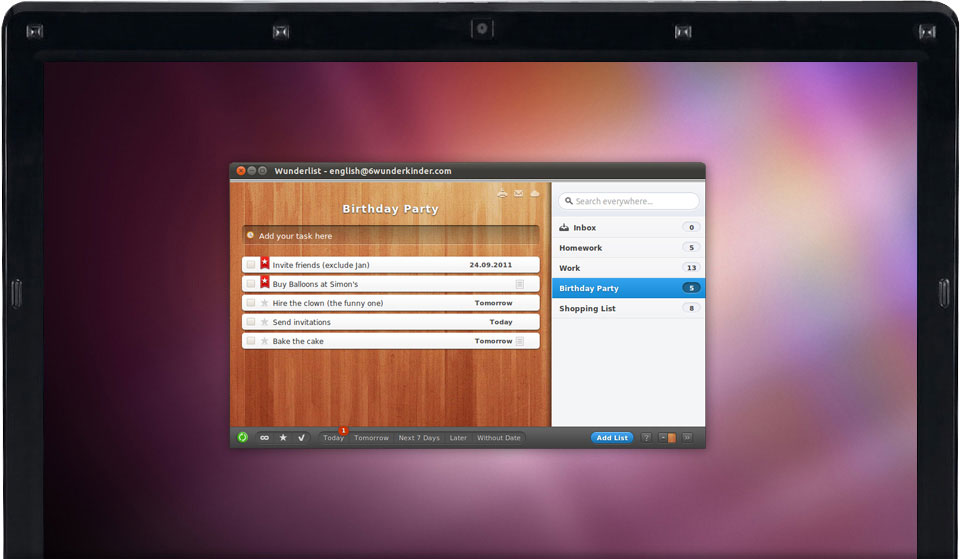 Wunderlist - english@6wunderkinder.com
Birthday Party
Add your task here
Invite friends (exclude Jan) 24.09.2011
Buy Balloons at Simon's
Hire the clown (the funny one) Tomorrow
Send invitations Today
Bake the cake Tomorrow
Search everywhere...
Inbox 0
Homework 5
Work 13
Birthday Party 5
Shopping List 8
1
Today Tomorrow Next 7 Days Later Without Date Add List ?